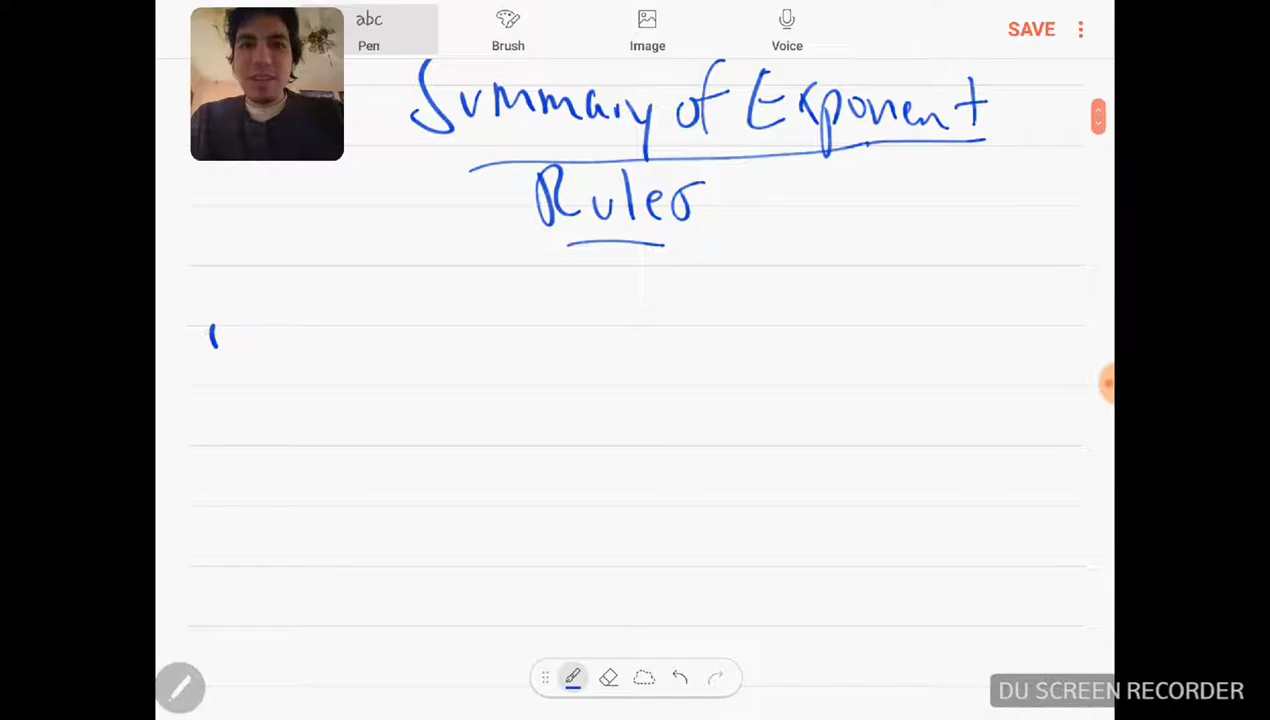 abc
Pen
Brush
Image
Voice
SAVE
Summary of Exponent
Rules
DU SCREEN RECORDER